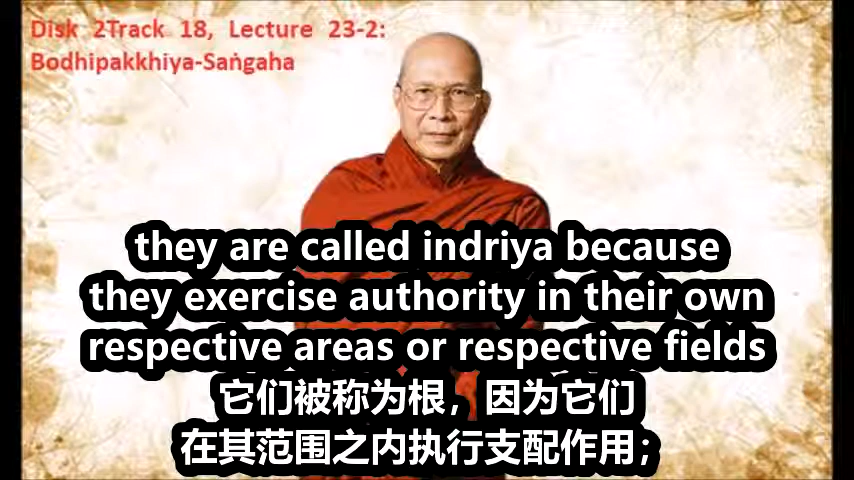 Disk 2Track 18, Lecture 23-2:
Bodhipakkhiya-Saṅgaha
they are called indriya because
they exercise authority in their own
respective areas or respective fields
它们被称为根，因为它们
在其范围之内执行支配作用；